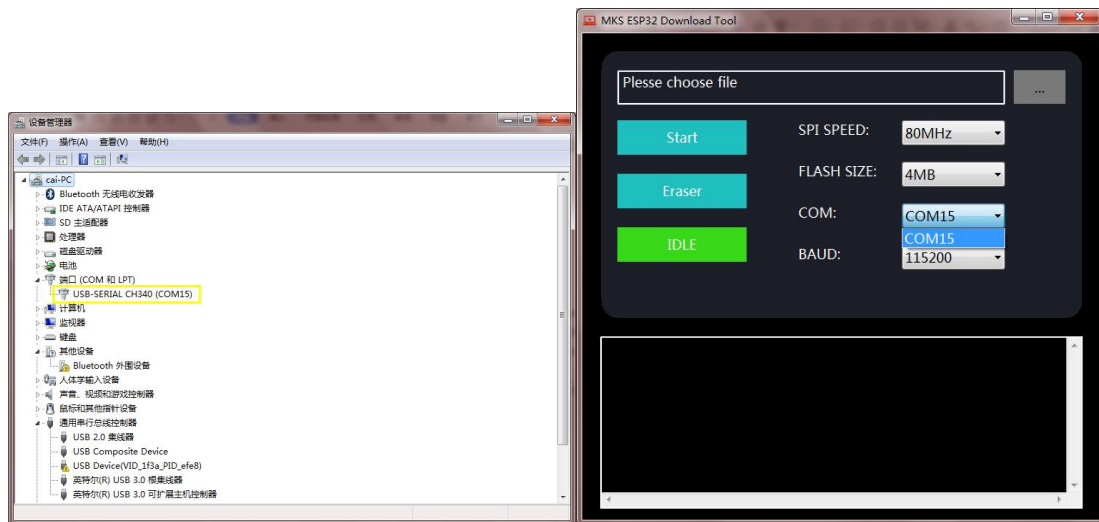 设备管理器
文件(F) 操作(A) 查看(V) 帮助(H)
cai-PC
Bluetooth 无线电收发器
IDE ATA/ATAPI 控制器
SD 主适配器
处理器
磁盘驱动器
电池
端口 (COM 和 LPT)
USB-SERIAL CH340 (COM15)
计算机
监视器
键盘
其他设备
Bluetooth 外围设备
人体学输入设备
声音、视频和游戏控制器
鼠标和其他指针设备
通用串行总线控制器
USB 2.0 集线器
USB Composite Device
USB Device(VID_1f3a_PID_efe8)
英特尔(R) USB 3.0 根集线器
英特尔(R) USB 3.0 可扩展主机控制器
MKS ESP32 Download Tool
Plesse choose file
...
Start
SPI SPEED:
80MHz
Eraser
FLASH SIZE:
4MB
COM:
COM15
COM15
IDLE
BAUD:
115200